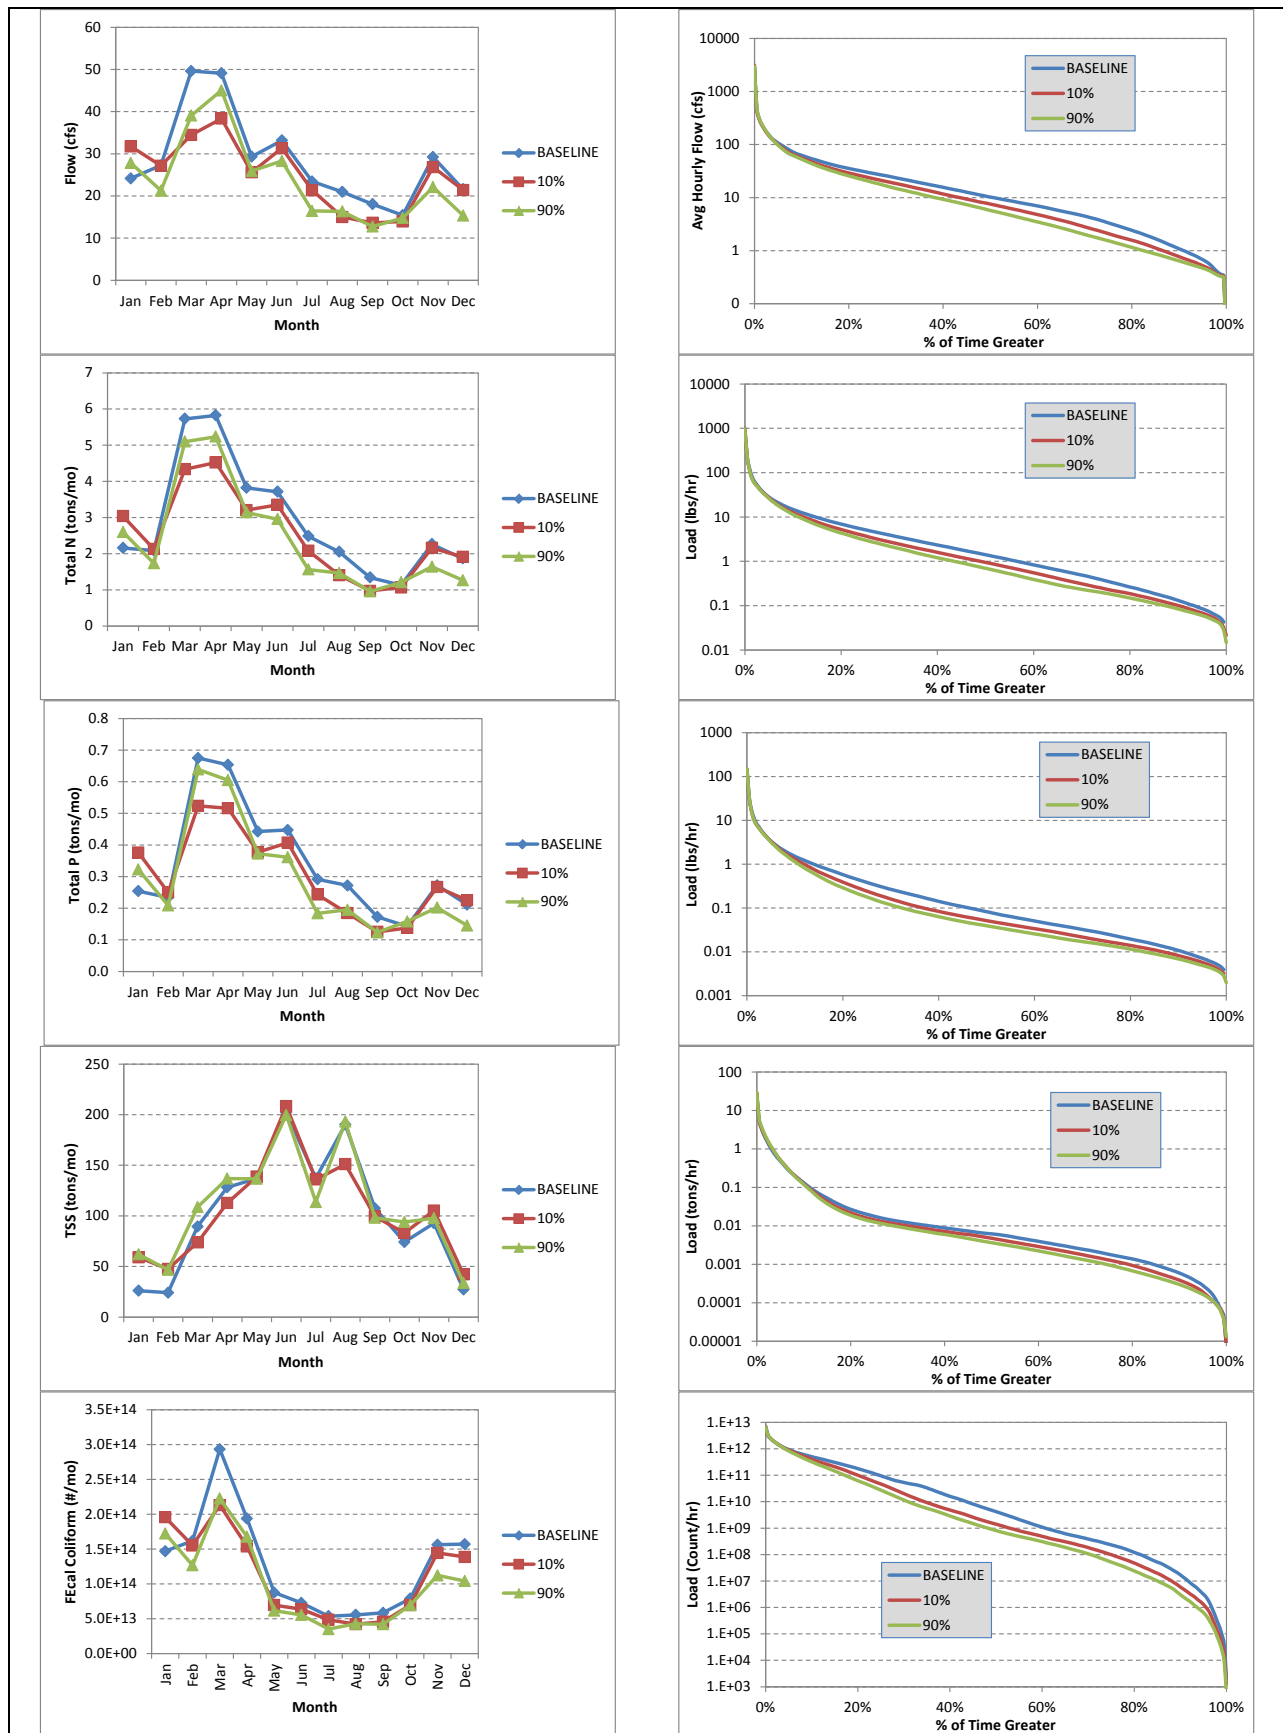 60
50
40
30
20
10
0
Flow (cfs)
Jan Feb Mar Apr May Jun Jul Aug Sep Oct Nov Dec
Month
BASELINE
10%
90%
10000
1000
100
10
1
0
Avg Hourly Flow (cfs)
0% 20% 40% 60% 80% 100%
% of Time Greater
BASELINE
10%
90%
7
6
5
4
3
2
1
0
Total N (tons/mo)
Jan Feb Mar Apr May Jun Jul Aug Sep Oct Nov Dec
Month
BASELINE
10%
90%
10000
1000
100
10
1
0.1
0.01
Load (lbs/hr)
0% 20% 40% 60% 80% 100%
% of Time Greater
BASELINE
10%
90%
0.8
0.7
0.6
0.5
0.4
0.3
0.2
0.1
0.0
Total P (tons/mo)
Jan Feb Mar Apr May Jun Jul Aug Sep Oct Nov Dec
Month
BASELINE
10%
90%
1000
100
10
1
0.1
0.01
0.001
Load (lbs/hr)
0% 20% 40% 60% 80% 100%
% of Time Greater
BASELINE
10%
90%
250
200
150
100
50
0
TSS (tons/mo)
Jan Feb Mar Apr May Jun Jul Aug Sep Oct Nov Dec
Month
BASELINE
10%
90%
100
10
1
0.1
0.01
0.001
0.0001
0.00001
Load (tons/hr)
0% 20% 40% 60% 80% 100%
% of Time Greater
BASELINE
10%
90%
3.5E+14
3.0E+14
2.5E+14
2.0E+14
1.5E+14
1.0E+14
5.0E+13
0.0E+00
FEcal Coliform (#/mo)
Jan Feb Mar Apr May Jun Jul Aug Sep Oct Nov Dec
Month
BASELINE
10%
90%
1.E+13
1.E+12
1.E+11
1.E+10
1.E+09
1.E+08
1.E+07
1.E+06
1.E+05
1.E+04
1.E+03
Load (Count/hr)
0% 20% 40% 60% 80% 100%
% of Time Greater
BASELINE
10%
90%